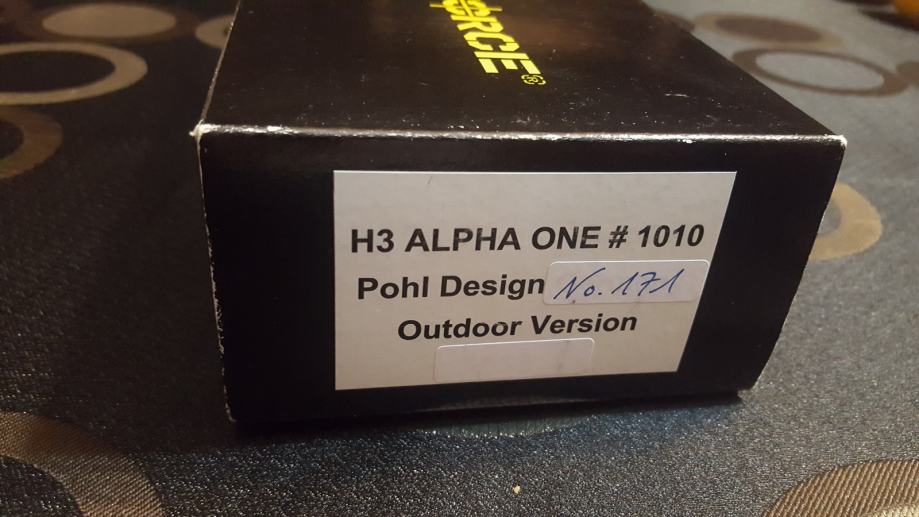 H3 ALPHA ONE # 1010
Pohl Design No. 171
Outdoor Version